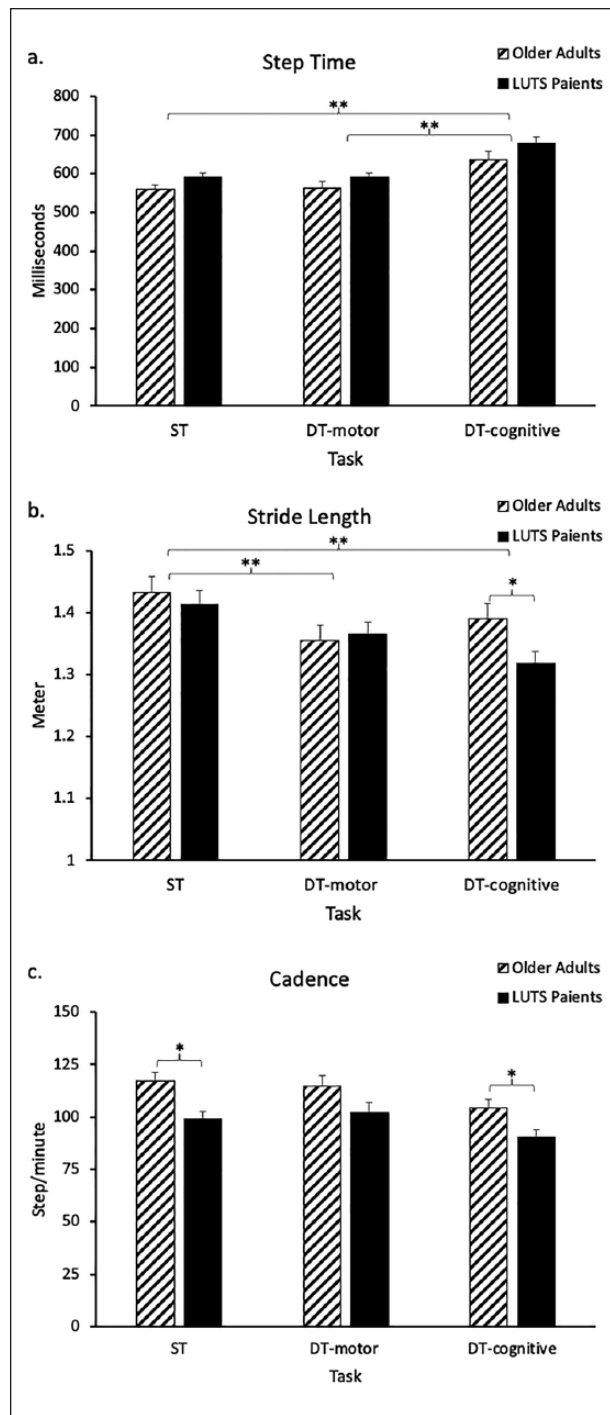 a.
Step Time
Older Adults
LUTS Paients
800
700
600
500
400
300
200
100
0
Milliseconds
**
**
ST DT-motor DT-cognitive
Task
b.
Stride Length
Older Adults
LUTS Paients
1.5
1.4
1.3
1.2
1.1
1
Meter
**
**
*
ST DT-motor DT-cognitive
Task
c.
Cadence
Older Adults
LUTS Paients
150
125
100
75
50
25
0
Step/minute
*
*
ST DT-motor DT-cognitive
Task